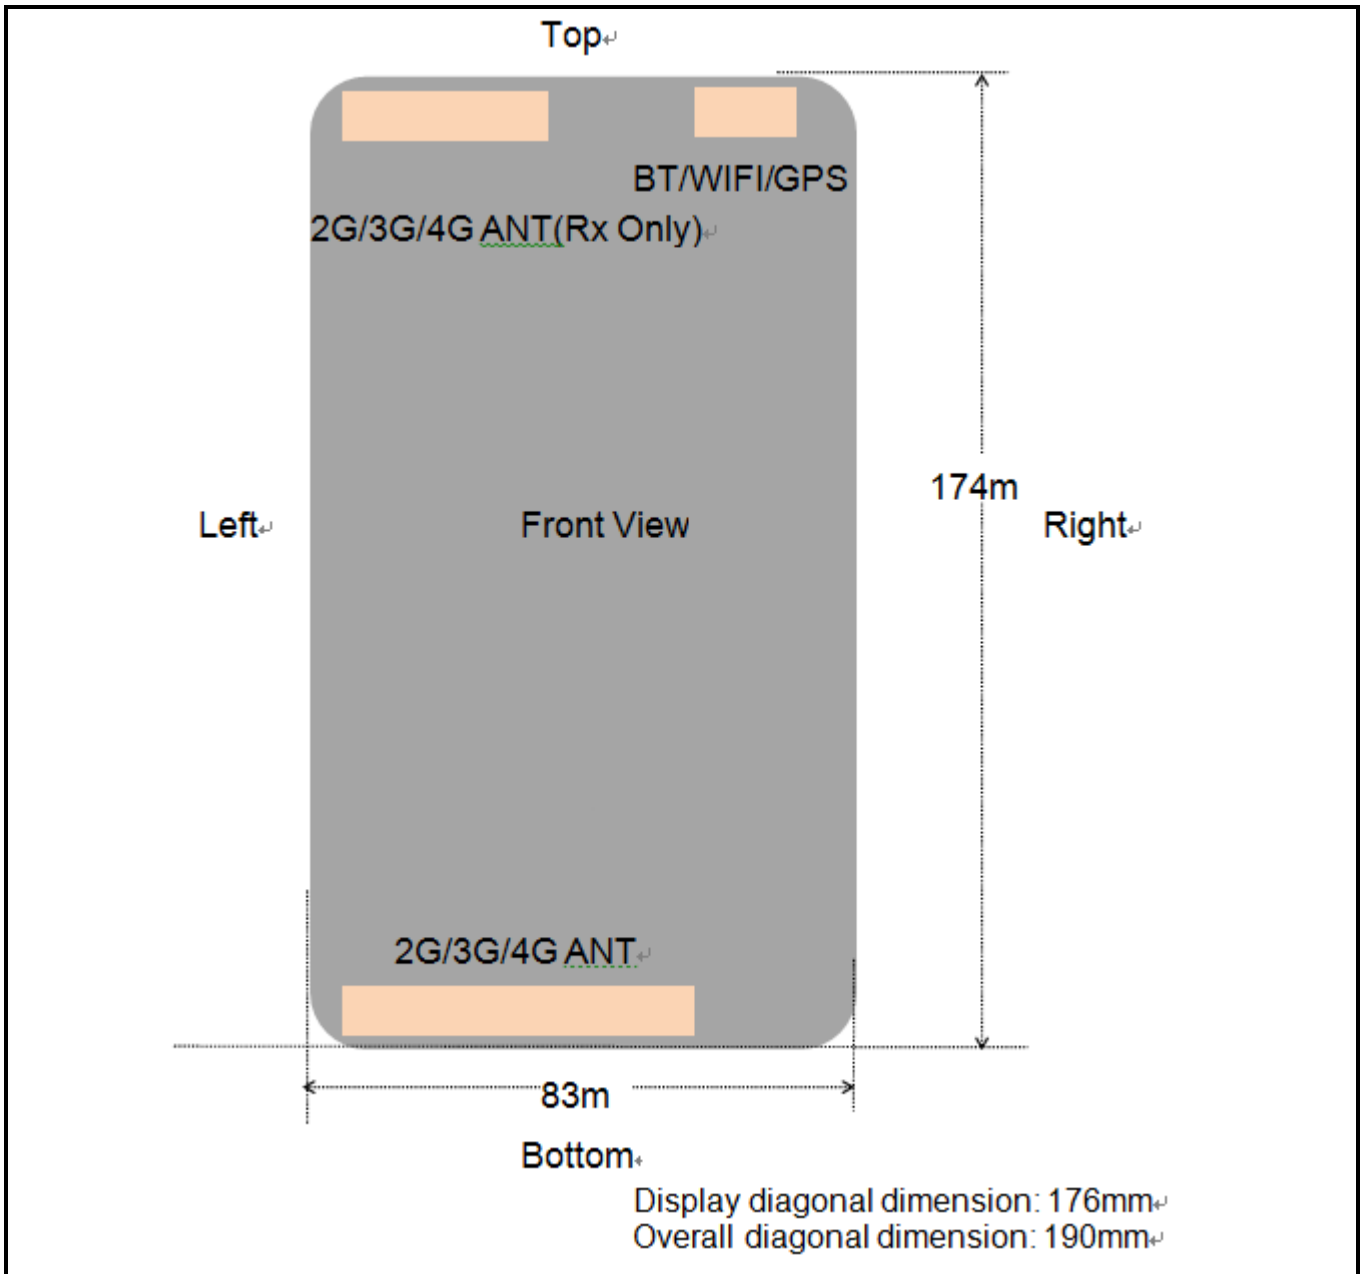 Top
BT/WIFI/GPS
2G/3G/4G ANT(Rx Only)
174m
Left
Front View
Right
2G/3G/4G ANT
83m
Bottom
Display diagonal dimension: 176mm
Overall diagonal dimension: 190mm